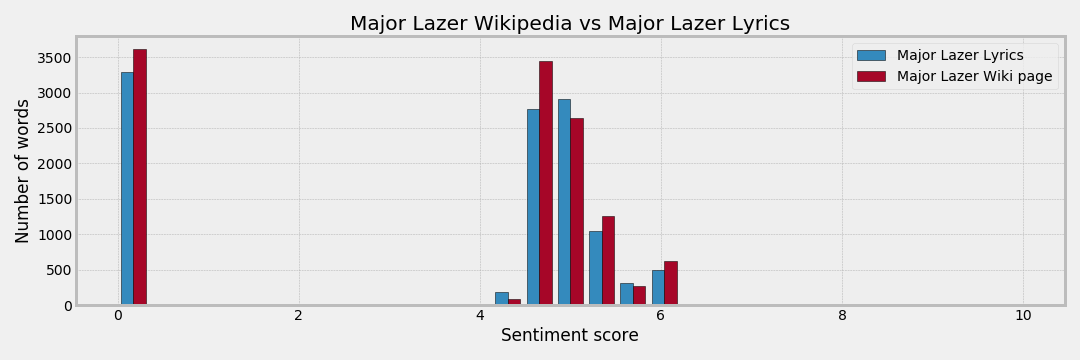 Major Lazer Wikipedia vs Major Lazer Lyrics
Major Lazer Lyrics
Major Lazer Wiki page
Number of words
3500
3000
2500
2000
1500
1000
500
0
0 2 4 6 8 10
Sentiment score